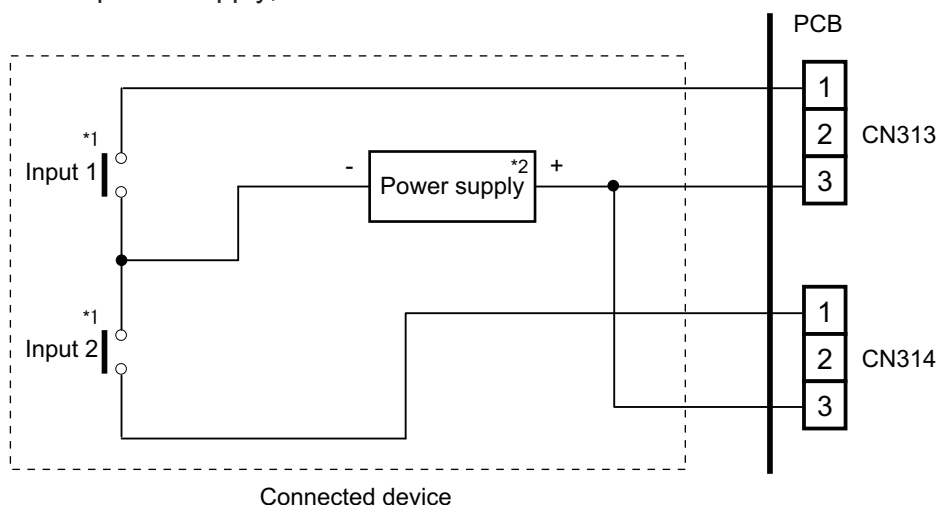 PCB
1
2
3
CN313
*1
Input 1
-
*2
Power supply
+
*1
Input 2
1
2
3
CN314
Connected device